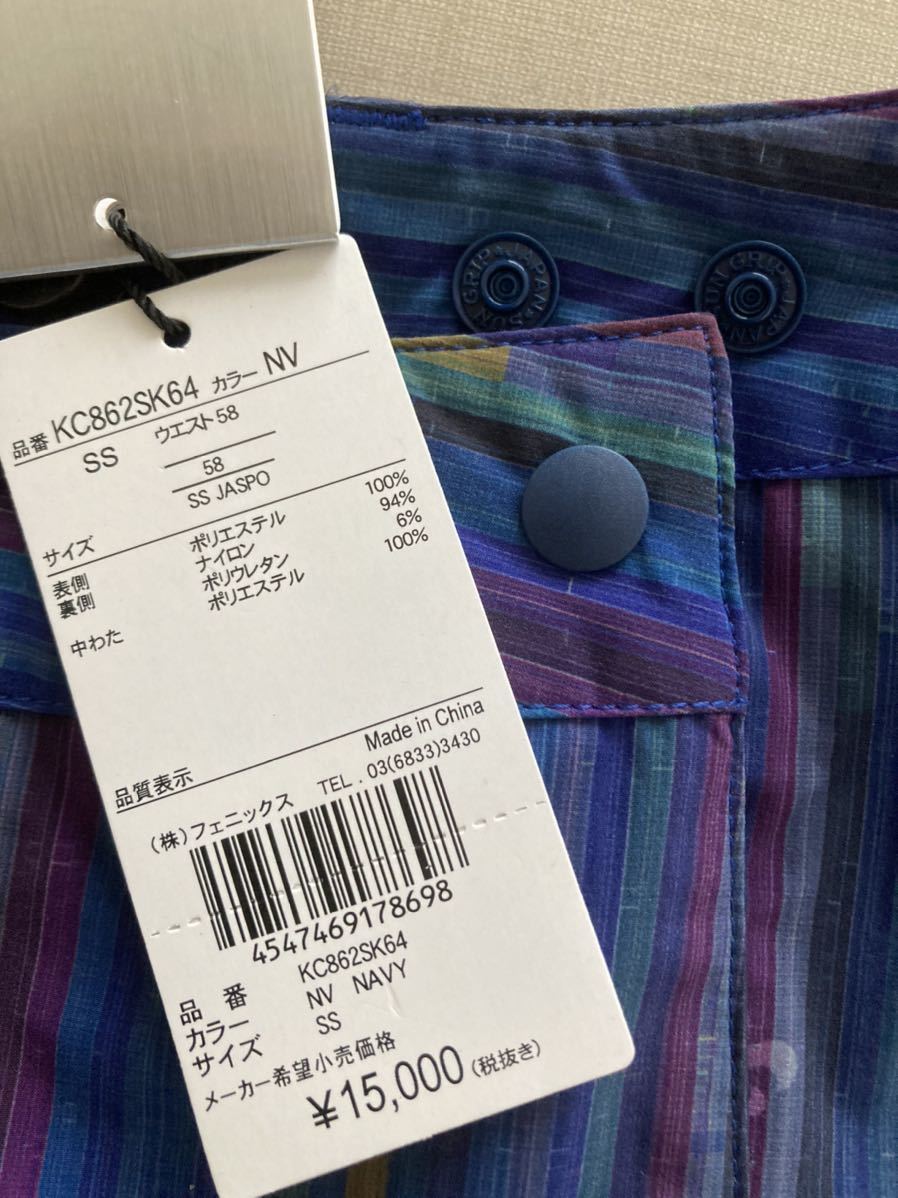 品番 KC862SK64 カラー NV
SS ウエスト58
58
サイズ SS JASPO
表側 ポリエステル 100%
裏側 ナイロン 94%
ポリウレタン 6%
中わた ポリエステル 100%
品質表示 Made in China
(株)フェニックス TEL . 03(6833)3430
4547469178698
品番 KC862SK64
カラー NV NAVY
サイズ SS
メーカー希望小売価格
¥15,000(税抜き)
SUN GRIP JAPAN
SUN GRIP JAPAN